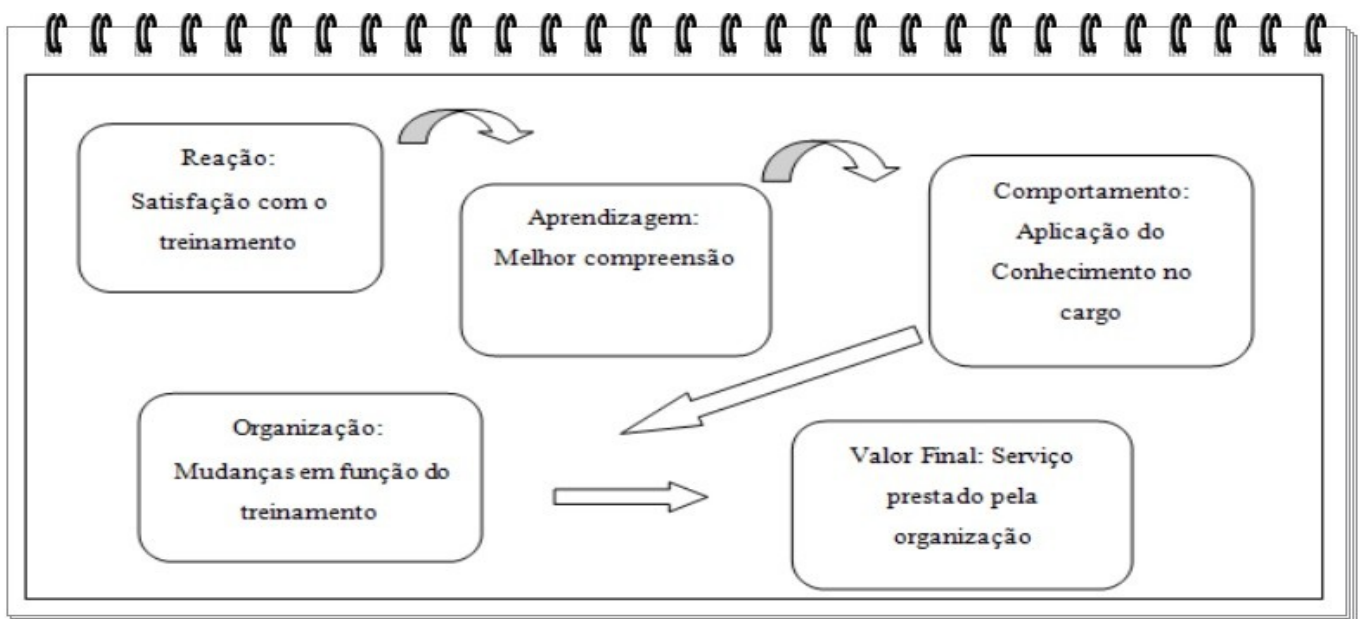 Reação:
Satisfação com o
treinamento
Aprendizagem:
Melhor compreensão
Comportamento:
Aplicação do
Conhecimento no
cargo
Organização:
Mudanças em função do
treinamento
Valor Final: Serviço
prestado pela
organização